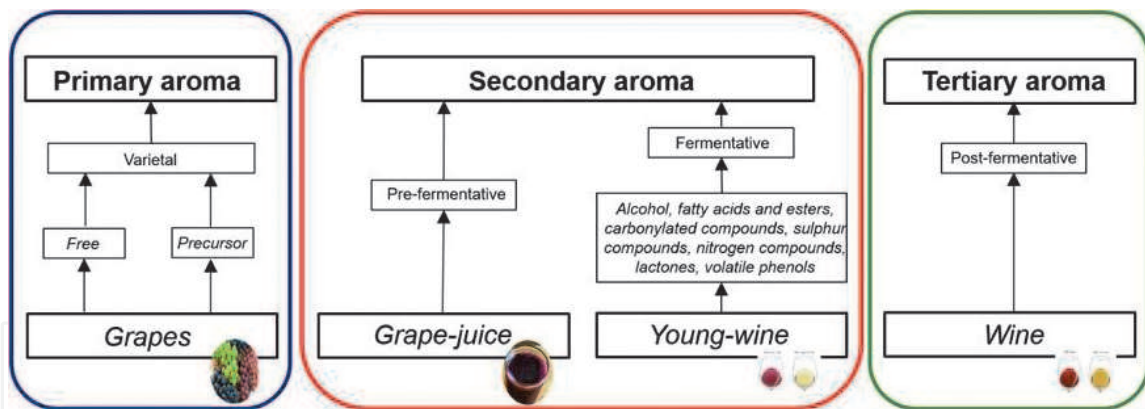 Primary aroma
Varietal
Free
Precursor
Grapes
Secondary aroma
Pre-fermentative
Grape-juice
Fermentative
Alcohol, fatty acids and esters,
carbonylated compounds, sulphur
compounds, nitrogen compounds,
lactones, volatile phenols
Young-wine
Tertiary aroma
Post-fermentative
Wine